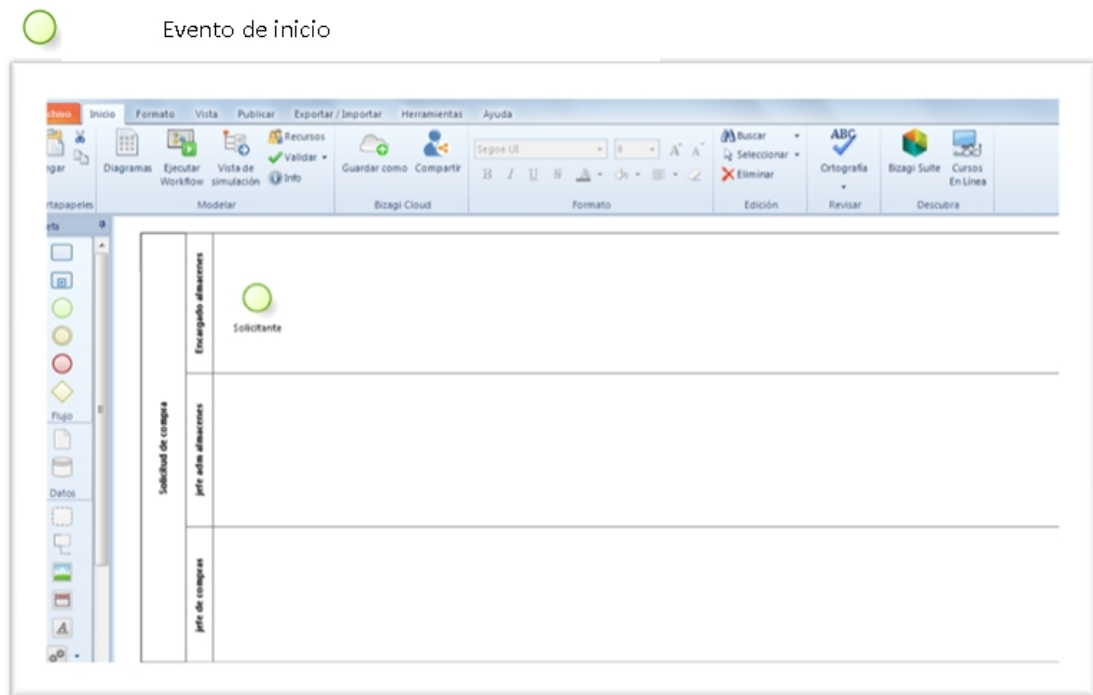 Evento de inicio
chivo Inicio Formato Vista Publicar Exportar / Importar Herramientas Ayuda
Recursos
Validar
Info
gar
Diagramas
Ejecutar
Workflow
Vista de
simulación
Guardar como
Compartir
Segoe UI
8
A A
B I U S A
Buscar
Seleccionar
Eliminar
ABC
Ortografía
Bizagi Suite
Cursos
En Línea
rtapapeles Modelar Bizagi Cloud Formato Edición Revisar Descubra
eta
Flujo
Datos
A
Solicitud de compra
Encargado almacenes
Solicitante
jefe adm almacenes
jefe de compras